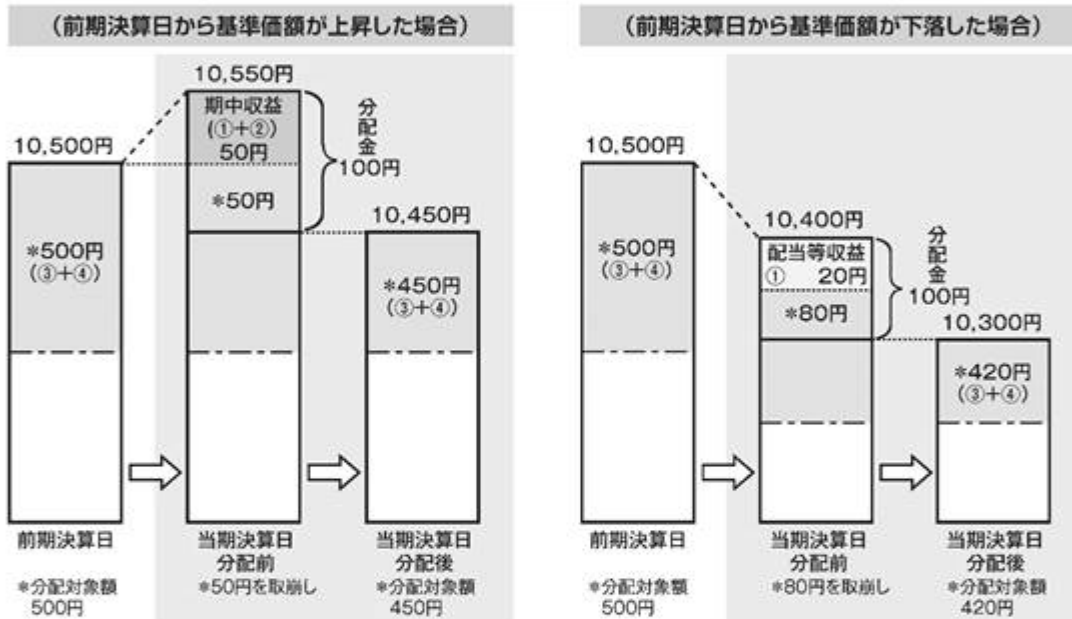 （前期決算日から基準価額が上昇した場合）
10,550円
期中収益
（①＋②）
50円
分配金
100円
10,500円
＊50円
10,450円
＊500円
（③＋④）
＊450円
（③＋④）
前期決算日
当期決算日
分配前
当期決算日
分配後
＊分配対象額
500円
＊50円を取崩し
＊分配対象額
450円
（前期決算日から基準価額が下落した場合）
10,500円
10,400円
配当等収益
① 20円
分配金
100円
＊500円
（③＋④）
＊80円
10,300円
＊420円
（③＋④）
前期決算日
当期決算日
分配前
当期決算日
分配後
＊分配対象額
500円
＊80円を取崩し
＊分配対象額
420円